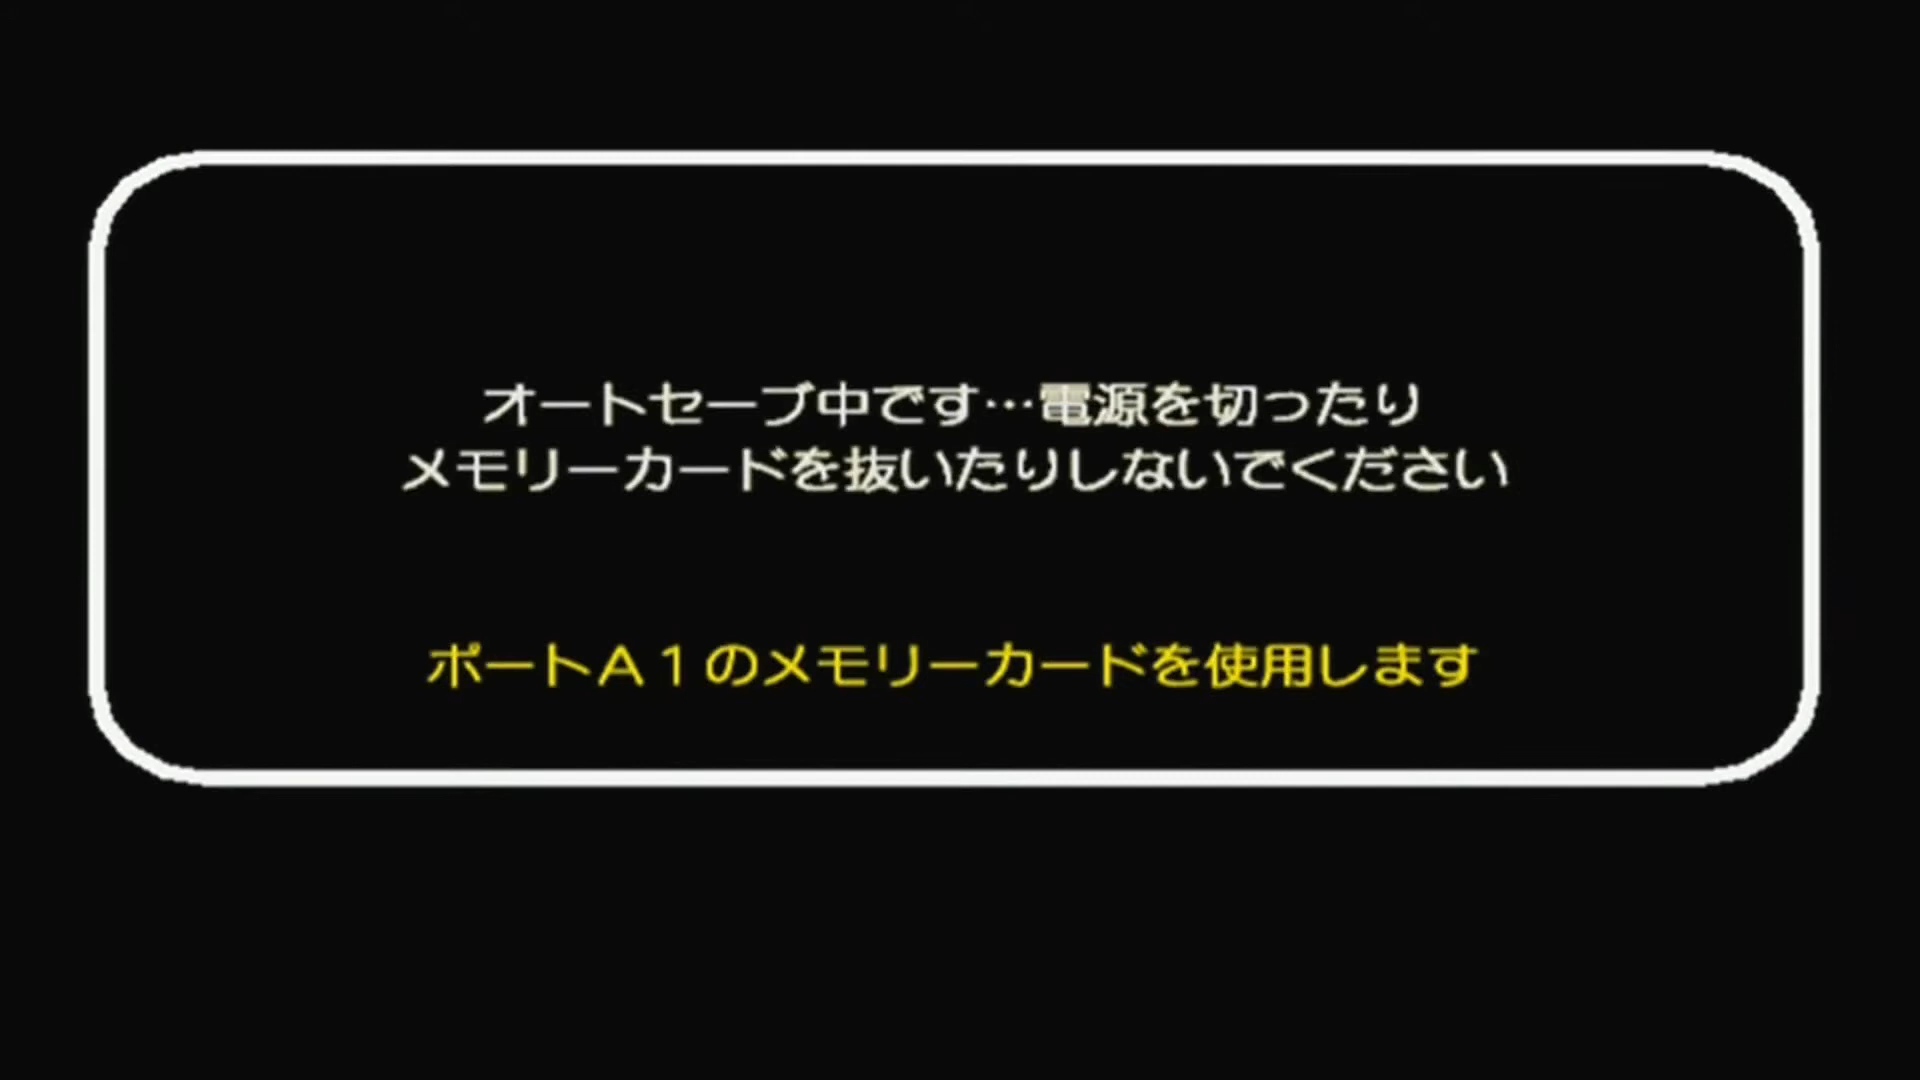 オートセーブ中です…電源を切ったり
メモリーカードを抜いたりしないでください
ポートA１のメモリーカードを使用します